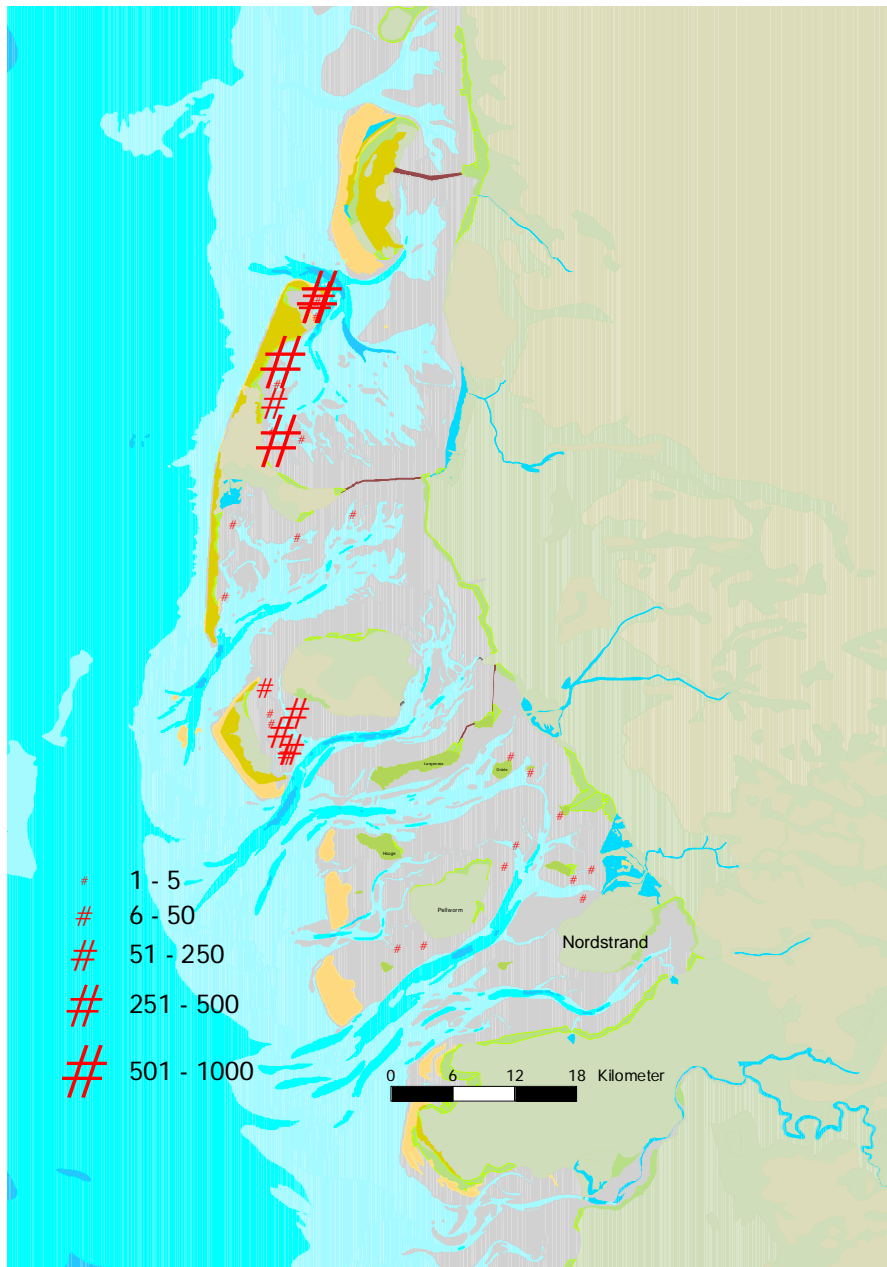 Langeness
Gröde
Hooge
# 1 - 5
# 6 - 50
Pellworm
Nordstrand
# 51 - 250
# 251 - 500
# 501 - 1000
0 6 12 18 Kilometer